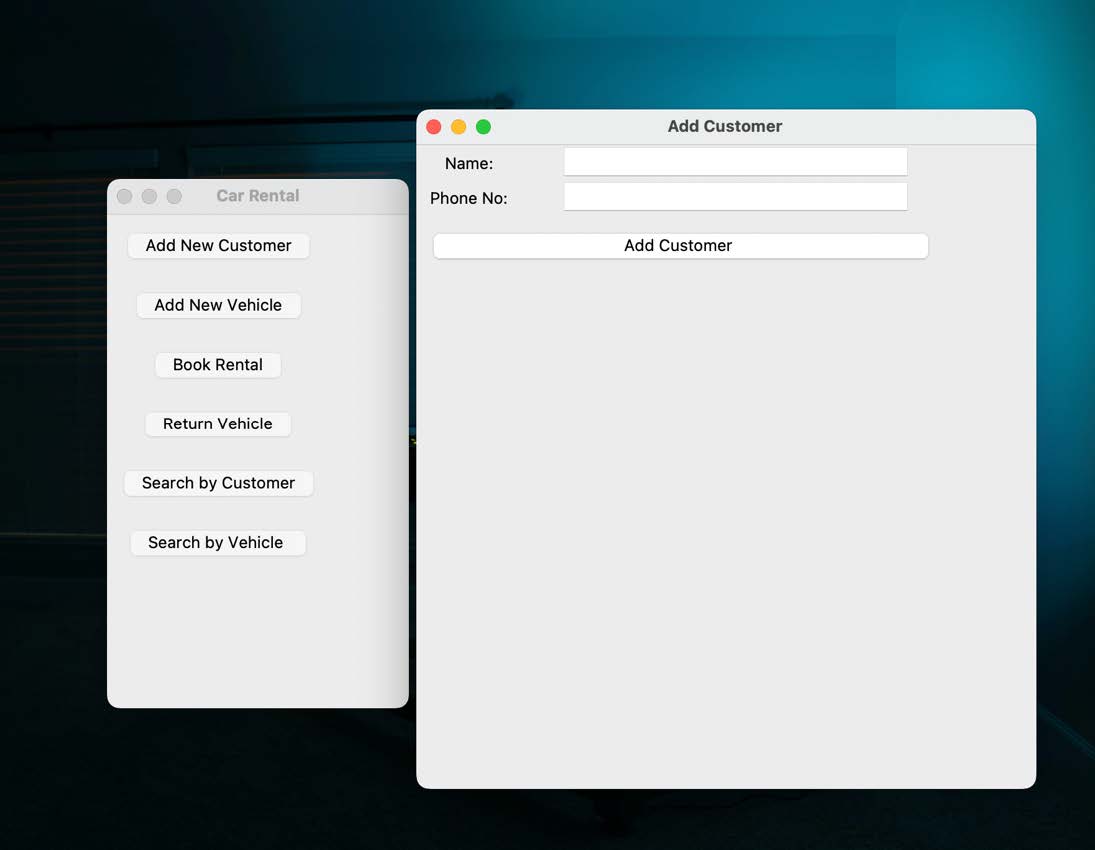 Car Rental
Add New Customer
Add New Vehicle
Book Rental
Return Vehicle
Search by Customer
Search by Vehicle
Add Customer
Name:
Phone No:
Add Customer